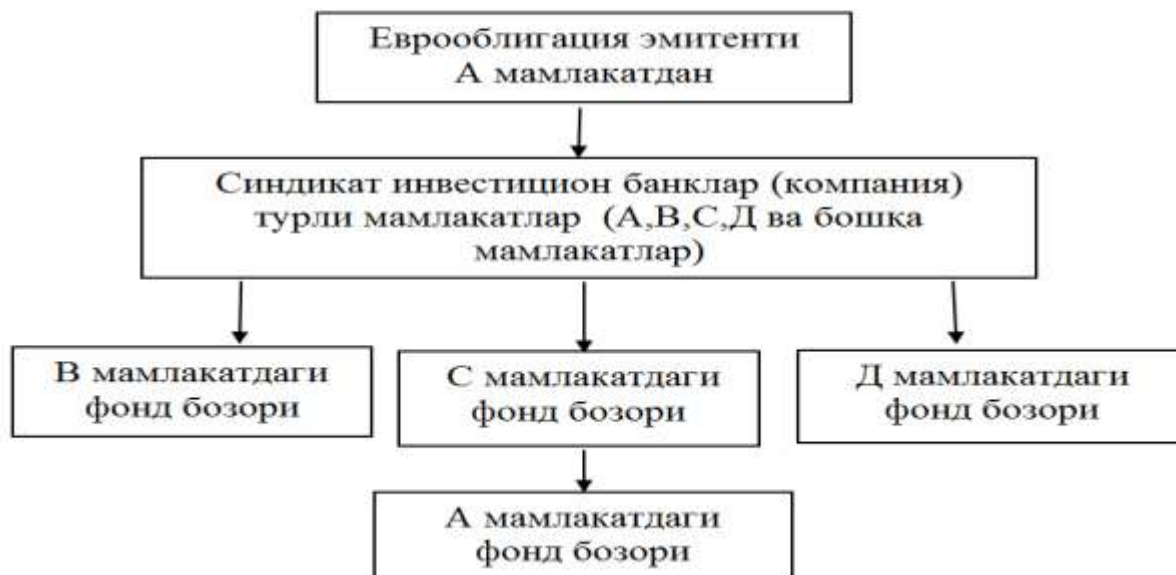 Еврооблигация эмитенти
А мамлакатдан
Синдикат инвестицион банклар (компания)
турли мамлакатлар (А,В,С,Д ва бошқа
мамлакатлар)
В мамлакатдаги
фонд бозори
С мамлакатдаги
фонд бозори
Д мамлакатдаги
фонд бозори
А мамлакатдаги
фонд бозори